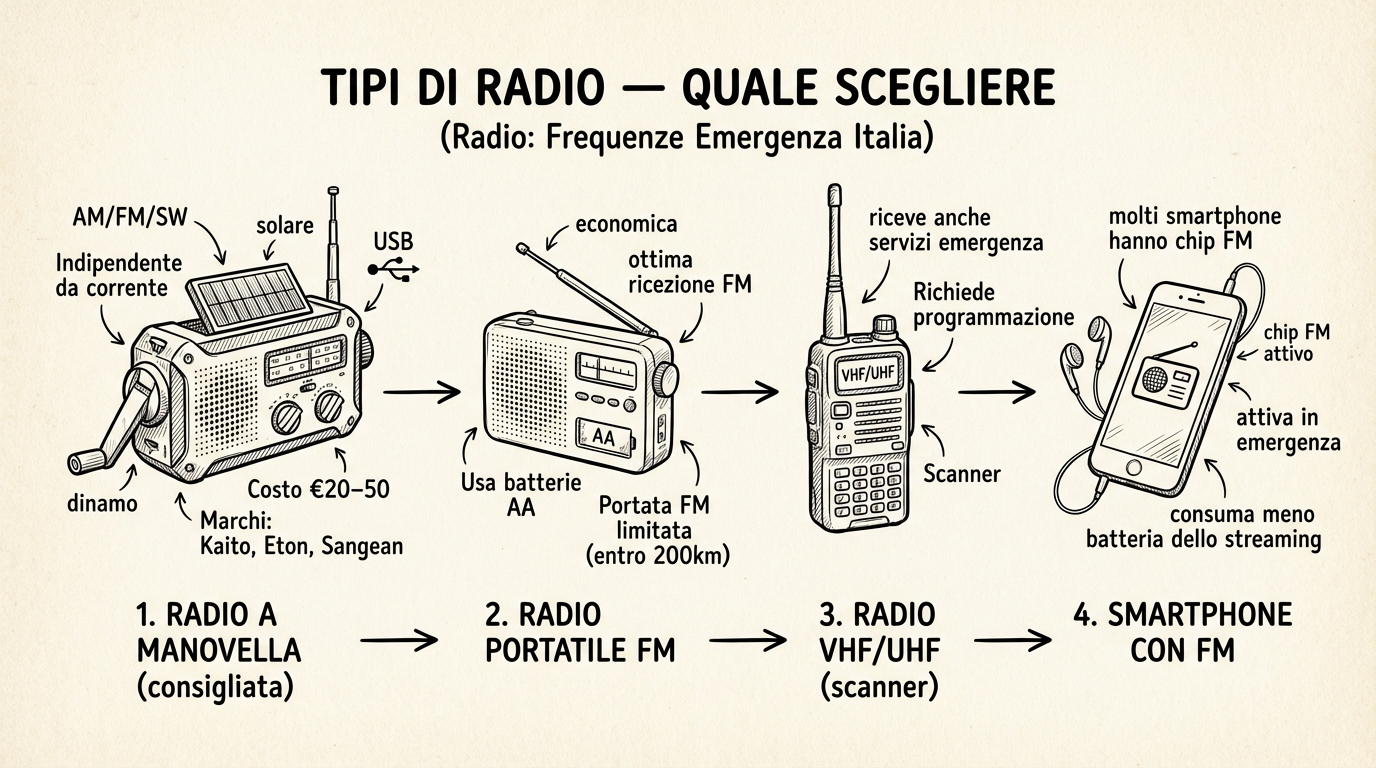 TIPI DI RADIO — QUALE SCEGLIERE
(Radio: Frequenze Emergenza Italia)
AM/FM/SW
solare
USB
Indipendente
da corrente
dinamo
Costo €20–50
Marchi:
Kaito, Eton, Sangean
economica
ottima
ricezione FM
AA
Usa batterie
AA
Portata FM
limitata
(entro 200km)
riceve anche
servizi emergenza
Richiede
programmazione
VHF/UHF
Scanner
molti smartphone
hanno chip FM
chip FM
attivo
attiva in
emergenza
consuma meno
batteria dello streaming
1. RADIO A
MANOVELLA
(consigliata)
2. RADIO
PORTATILE FM
3. RADIO
VHF/UHF
(scanner)
4. SMARTPHONE
CON FM